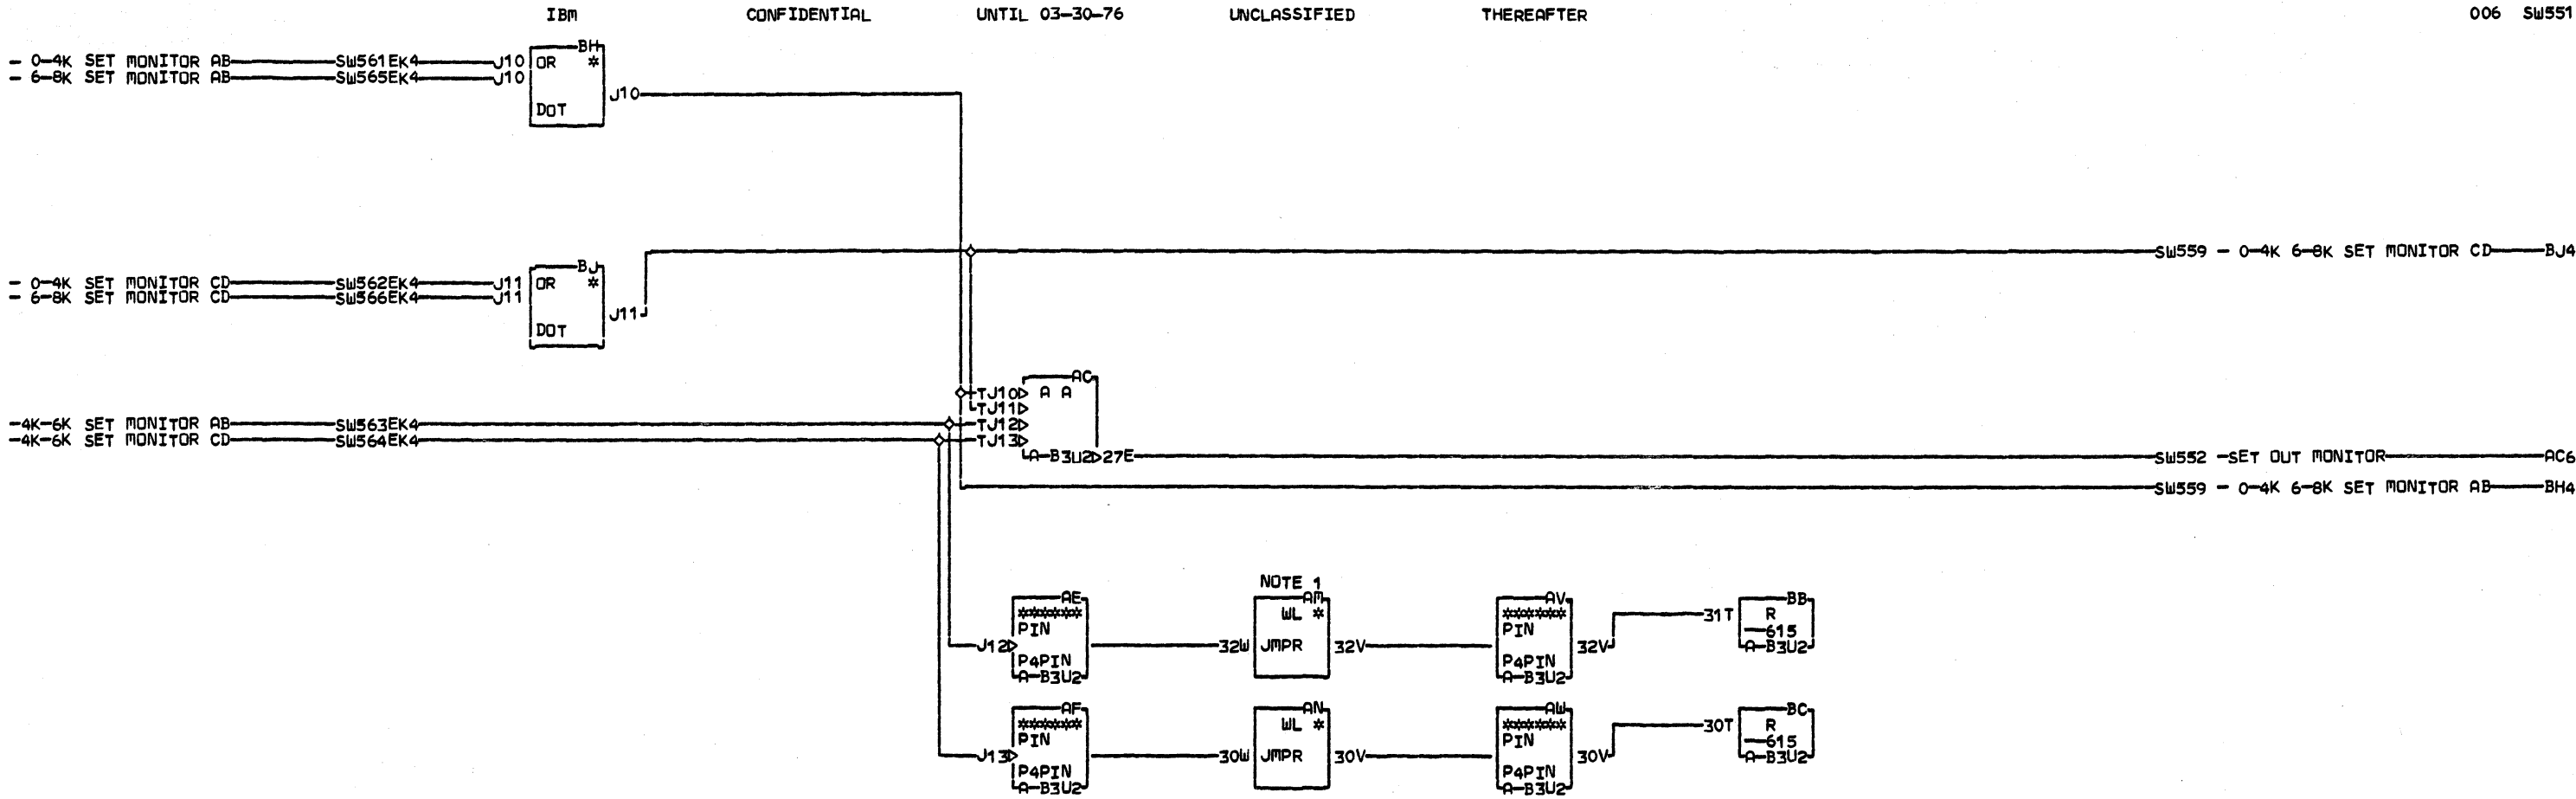 IBM CONFIDENTIAL UNTIL 03-30-76 UNCLASSIFIED THEREAFTER 006 SW551
BH
- 0-4K SET MONITOR AB SW561EK4 J10 OR *
- 6-8K SET MONITOR AB SW565EK4 J10
J10
DOT
SW559 - 0-4K 6-8K SET MONITOR CD BJ4
BJ
- 0-4K SET MONITOR CD SW562EK4 J11 OR *
- 6-8K SET MONITOR CD SW566EK4 J11
J11
DOT
AC
TJ10 A A
TJ11
-4K-6K SET MONITOR AB SW563EK4 TJ12
-4K-6K SET MONITOR CD SW564EK4 TJ13
A-B3U2 27E SW552 -SET OUT MONITOR AC6
SW559 - 0-4K 6-8K SET MONITOR AB BH4
NOTE 1
AE AM AV BB
****** WL * ****** 31T R
PIN PIN -615
J12 32W JMPR 32V 32V A-B3U2
P4PIN P4PIN
A-B3U2 A-B3U2
AF AN AW BC
****** WL * ****** 30T R
PIN PIN -615
J13 30W JMPR 30V 30V A-B3U2
P4PIN P4PIN
A-B3U2 A-B3U2